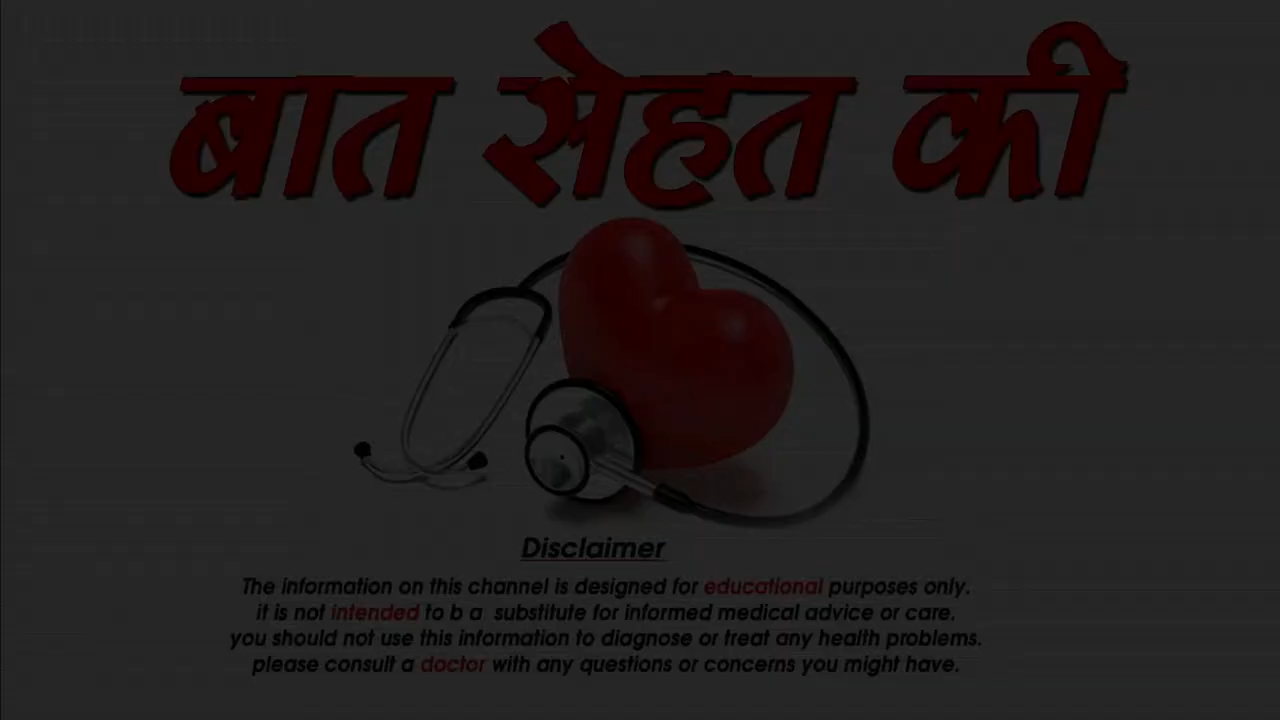 बात सेहत की
Disclaimer
The information on this channel is designed for educational purposes only.
it is not intended to b a substitute for informed medical advice or care,
you should not use this information to diagnose or treat any health problems.
please consult a doctor with any questions or concerns you might have.